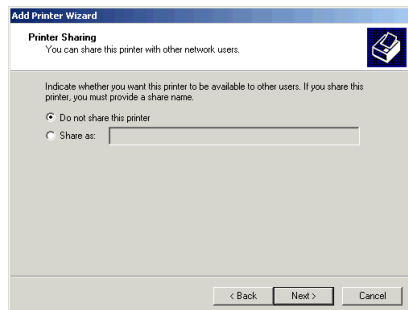 Add Printer Wizard
Printer Sharing
You can share this printer with other network users.
Indicate whether you want this printer to be available to other users. If you share this
printer, you must provide a share name.
Do not share this printer
Share as:
< Back
Next >
Cancel